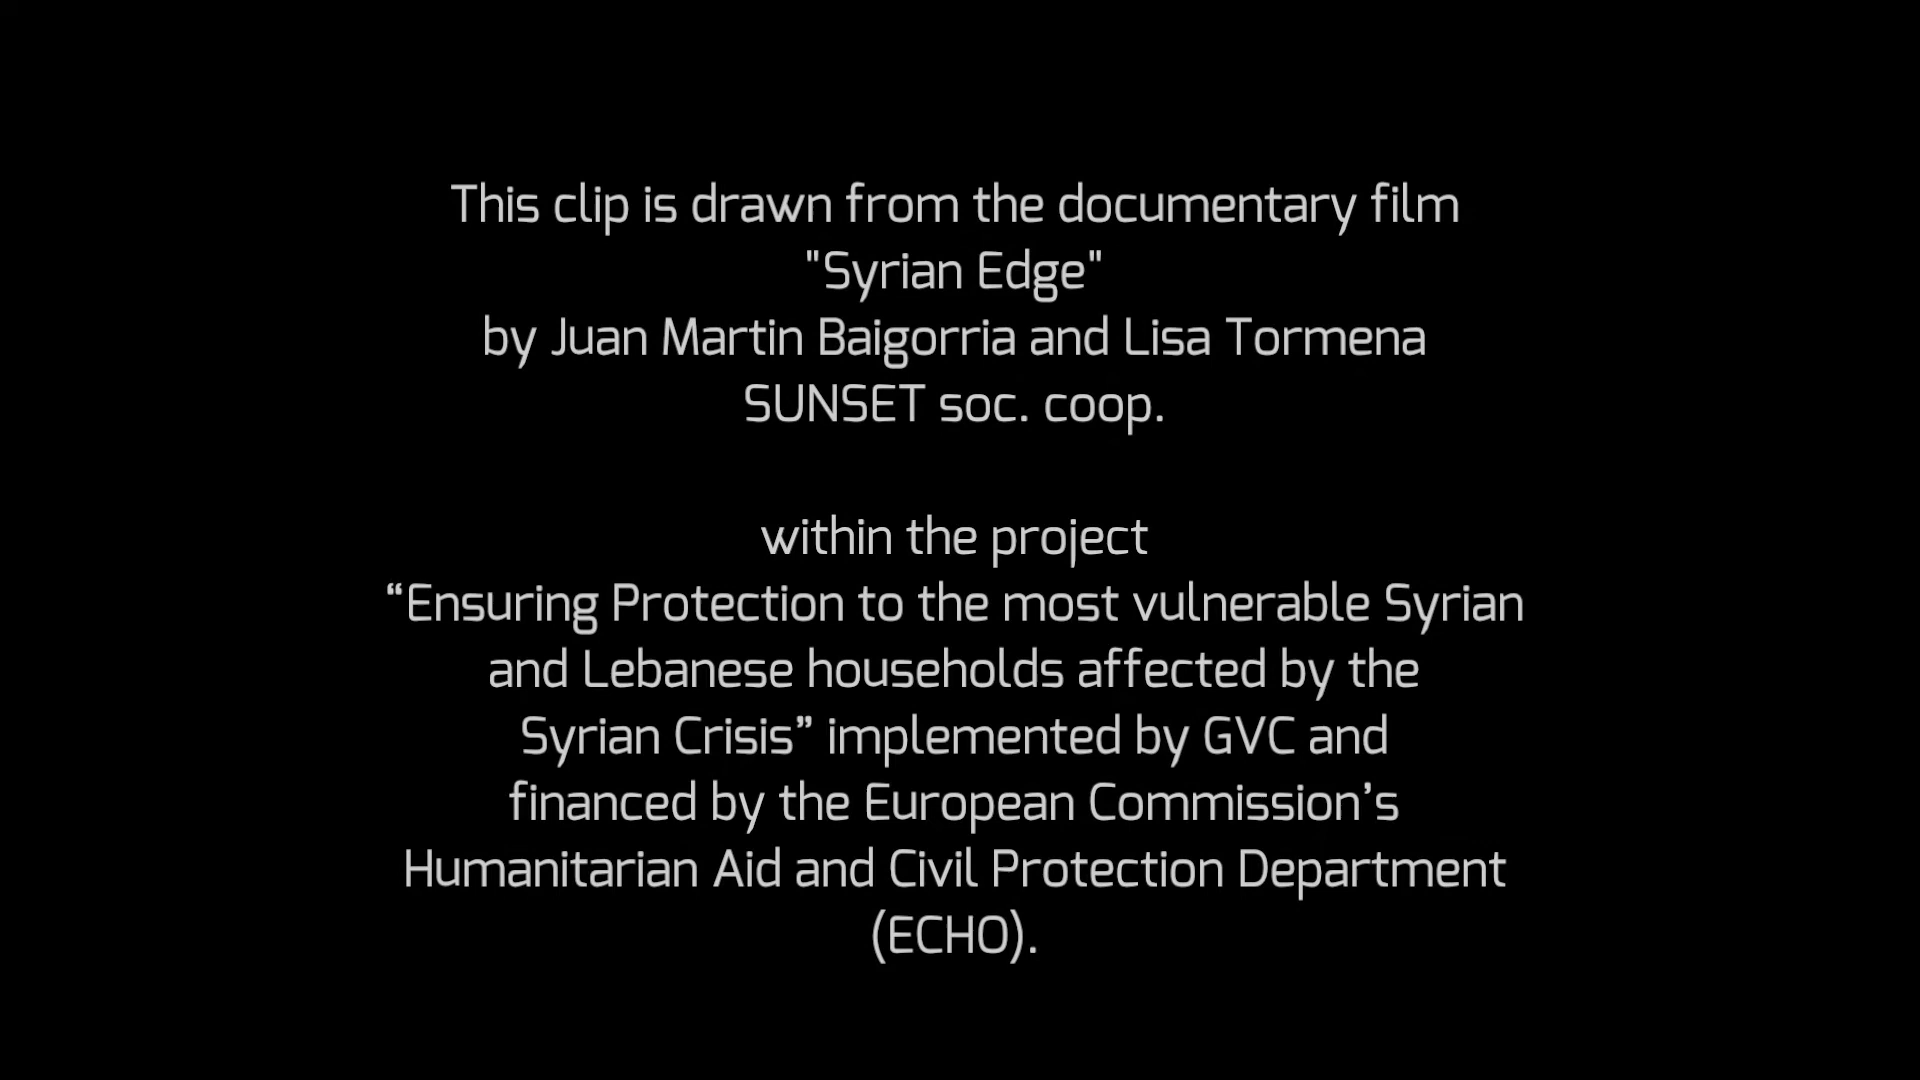 This clip is drawn from the documentary film
"Syrian Edge"
by Juan Martin Baigorria and Lisa Tormena
SUNSET soc. coop.
within the project
“Ensuring Protection to the most vulnerable Syrian
and Lebanese households affected by the
Syrian Crisis” implemented by GVC and
financed by the European Commission’s
Humanitarian Aid and Civil Protection Department
(ECHO).